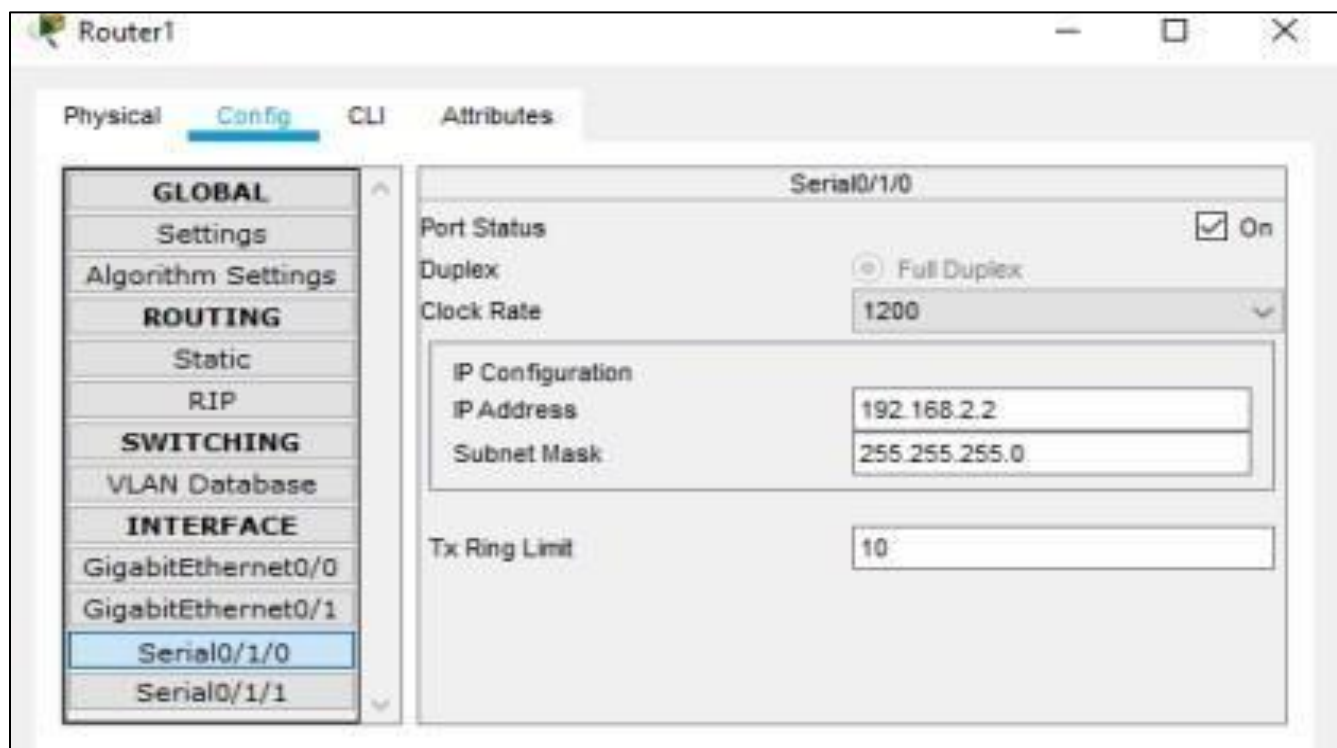 Router1
Physical Config CLI Attributes
GLOBAL
Settings
Algorithm Settings
ROUTING
Static
RIP
SWITCHING
VLAN Database
INTERFACE
GigabitEthernet0/0
GigabitEthernet0/1
Serial0/1/0
Serial0/1/1
Serial0/1/0
Port Status On
Duplex Full Duplex
Clock Rate 1200
IP Configuration
IP Address 192.168.2.2
Subnet Mask 255.255.255.0
Tx Ring Limit 10